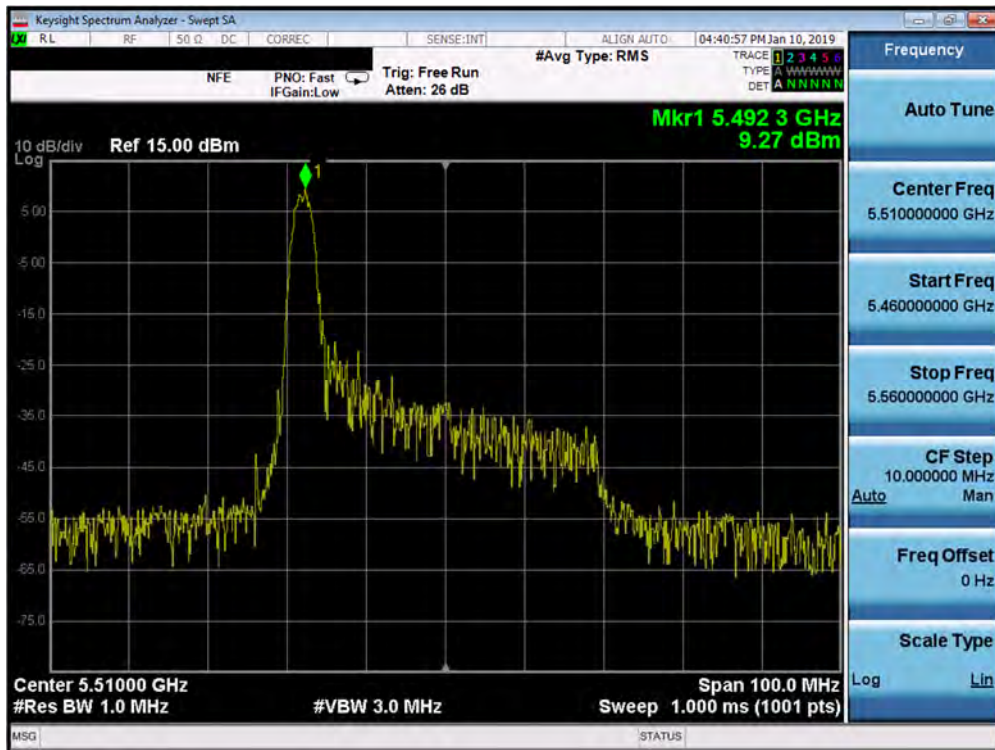 Keysight Spectrum Analyzer - Swept SA
LXI RL RF 50 Ω DC CORREC SENSE:INT ALIGN AUTO 04:40:57 PM Jan 10, 2019
#Avg Type: RMS TRACE 1 2 3 4 5 6
NFE PNO: Fast Trig: Free Run TYPE A WWWWW
IFGain:Low Atten: 26 dB DET A N N N N N
Mkr1 5.492 3 GHz
9.27 dBm
10 dB/div Ref 15.00 dBm
Log
1
5.00
-5.00
-15.0
-25.0
-35.0
-45.0
-55.0
-65.0
-75.0
Center 5.51000 GHz Span 100.0 MHz
#Res BW 1.0 MHz #VBW 3.0 MHz Sweep 1.000 ms (1001 pts)
MSG STATUS
Frequency
Auto Tune
Center Freq
5.510000000 GHz
Start Freq
5.460000000 GHz
Stop Freq
5.560000000 GHz
CF Step
10.000000 MHz
Auto Man
Freq Offset
0 Hz
Scale Type
Log Lin